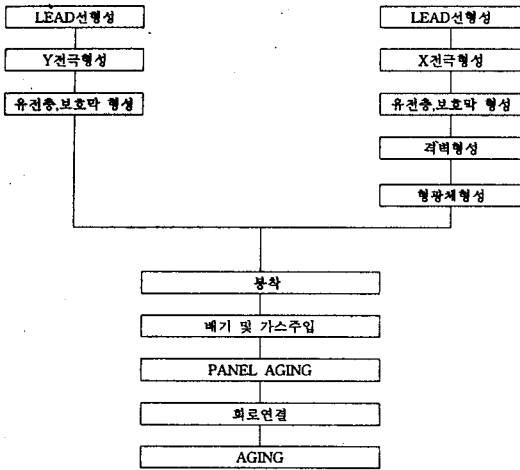 LEAD선형성
Y전극형성
유전층,보호막 형성
LEAD선형성
X전극형성
유전층,보호막 형성
격벽형성
형광체형성
봉착
배기 및 가스주입
PANEL AGING
회로연결
AGING